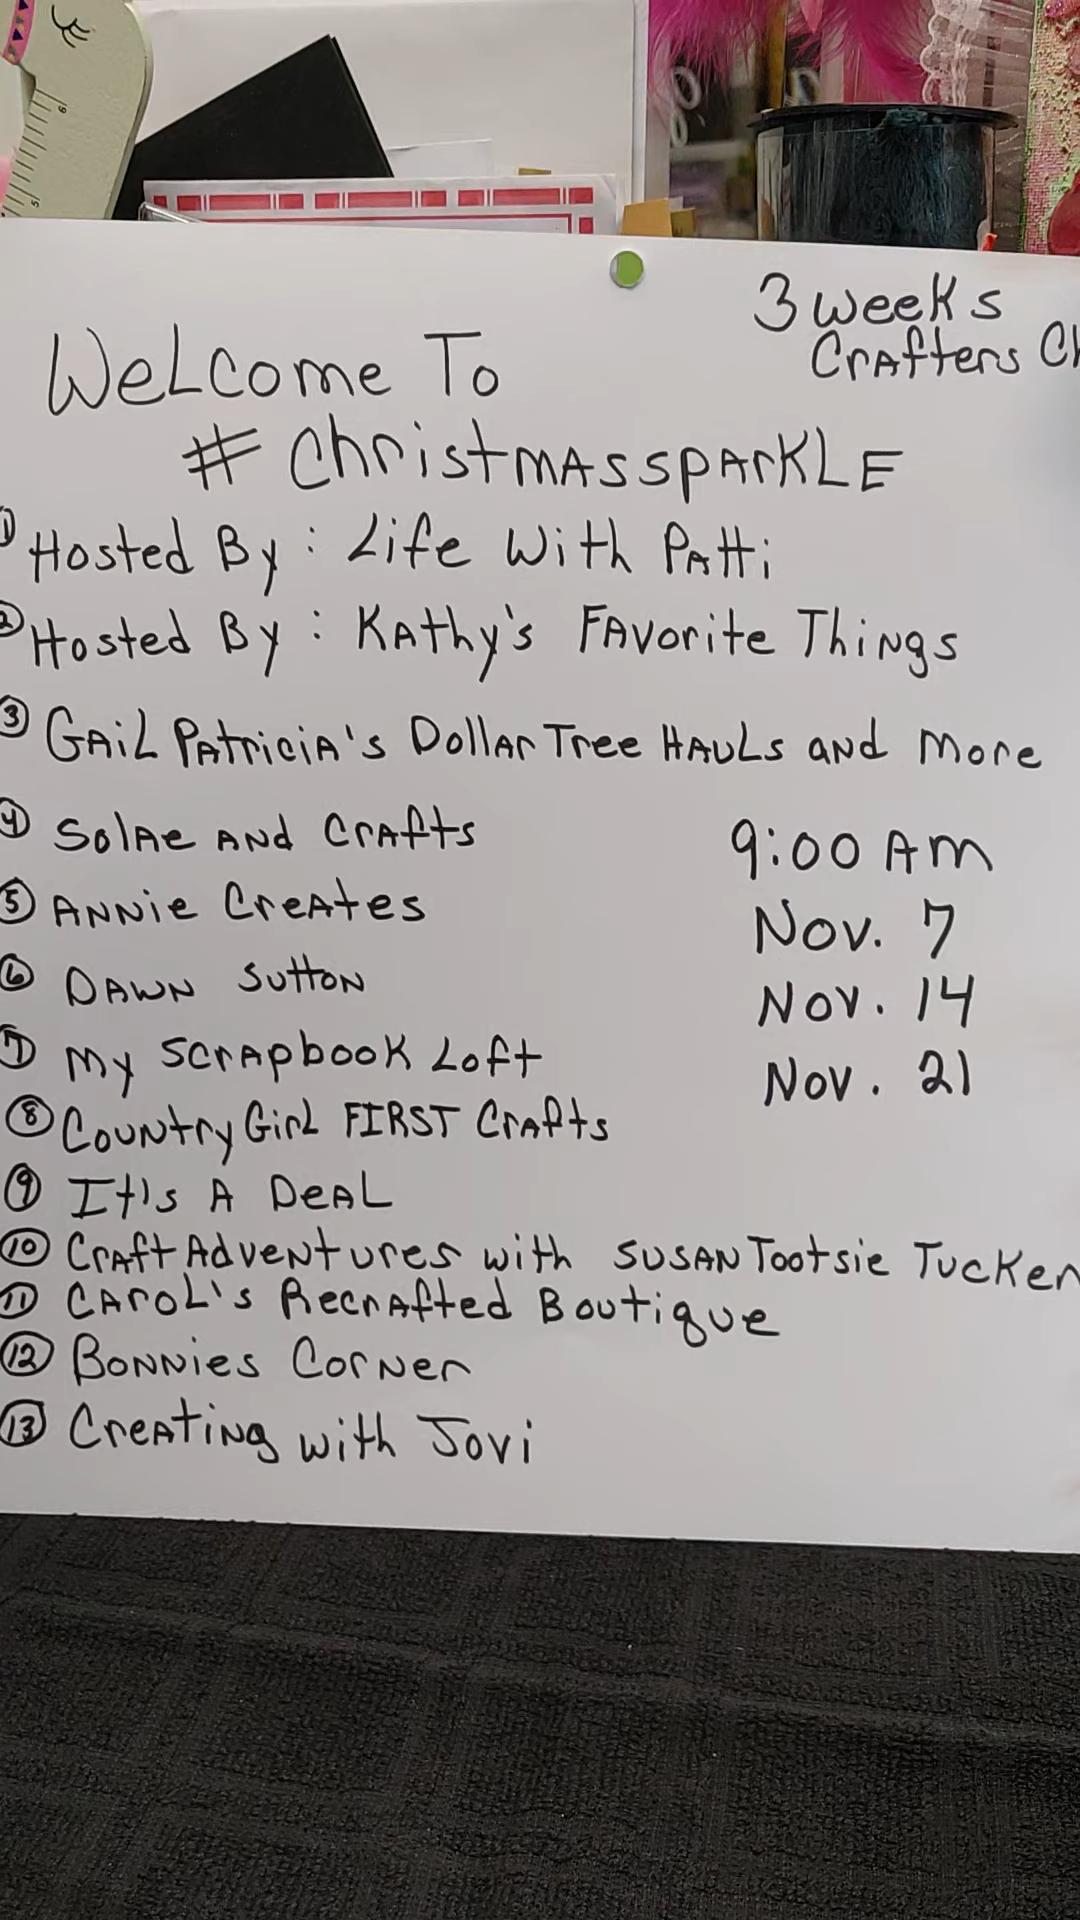 3 weeks
Crafters
Welcome To
#ChristmAssparkLE
① Hosted By: Life With Patti
② Hosted By: Kathy's Favorite Things
③ Gail Patricia's Dollar Tree Hauls and More
④ Solae and Crafts
9:00 AM
⑤ Annie Creates
Nov. 7
⑥ Dawn Sutton
Nov. 14
⑦ My Scrapbook Loft
Nov. 21
⑧ Country Girl FIRST Crafts
⑨ It's A Deal
⑩ Craft Adventures with Susan Tootsie Tucker
⑪ Carol's Recrafted Boutique
⑫ Bonnies Corner
⑬ Creating with Jovi